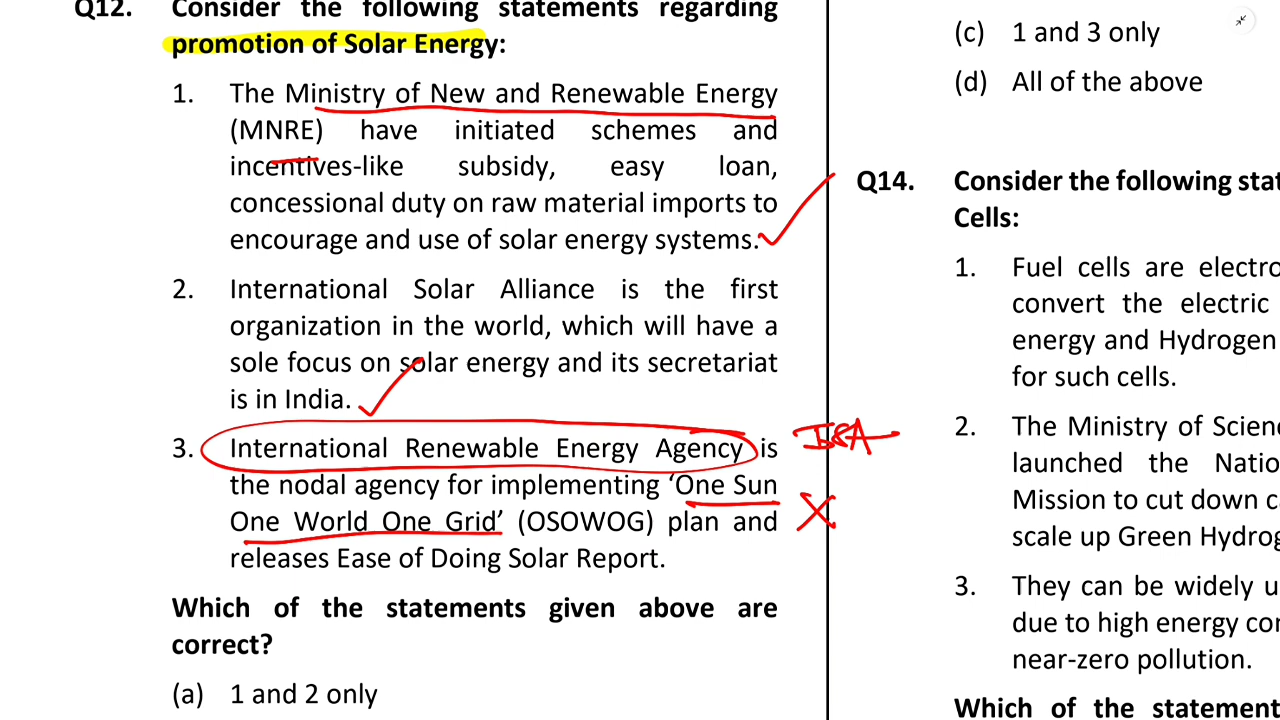 Q12. Consider the following statements regarding
promotion of Solar Energy:
1. The Ministry of New and Renewable Energy
(MNRE) have initiated schemes and
incentives-like subsidy, easy loan,
concessional duty on raw material imports to
encourage and use of solar energy systems.
2. International Solar Alliance is the first
organization in the world, which will have a
sole focus on solar energy and its secretariat
is in India.
3. International Renewable Energy Agency is
the nodal agency for implementing ‘One Sun
One World One Grid’ (OSOWOG) plan and
releases Ease of Doing Solar Report.
ISA
Which of the statements given above are
correct?
(a) 1 and 2 only
(c) 1 and 3 only
(d) All of the above
Q14. Consider the following stat
Cells:
1. Fuel cells are electro
convert the electric
energy and Hydrogen
for such cells.
2. The Ministry of Scien
launched the Natio
Mission to cut down c
scale up Green Hydrog
3. They can be widely u
due to high energy con
near-zero pollution.
Which of the statement